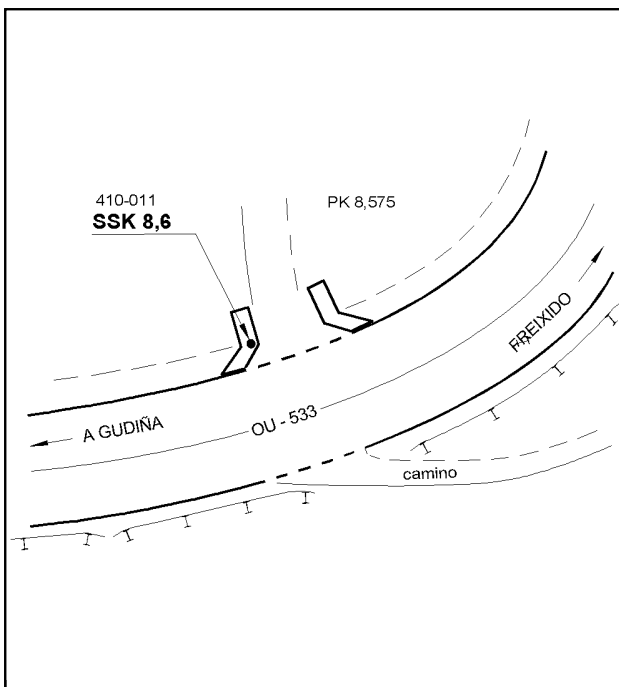 410-011
SSK 8,6
PK 8,575
FREIXIDO
A GUDIÑA
OU - 533
camino